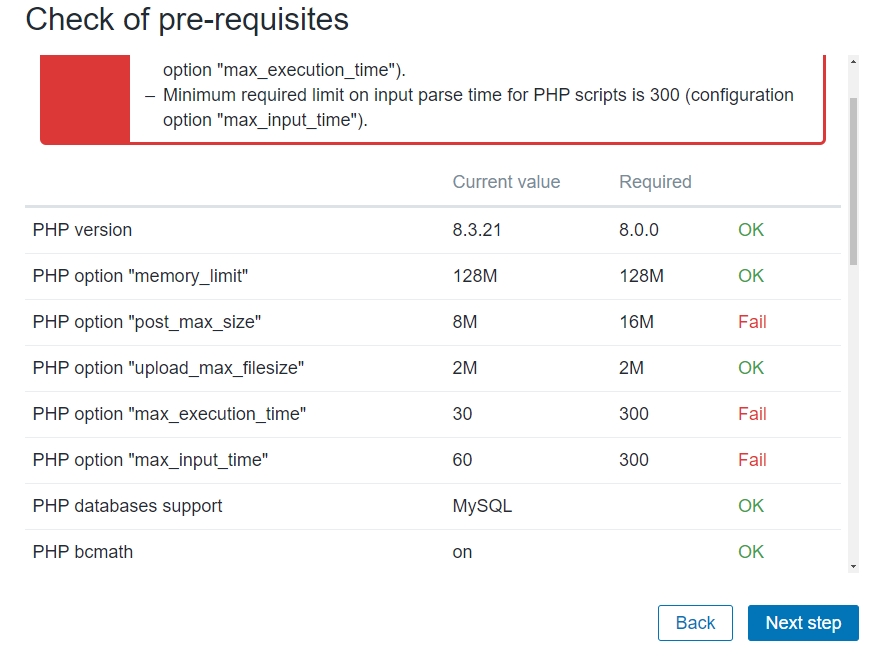 Check of pre-requisites
option "max_execution_time").
– Minimum required limit on input parse time for PHP scripts is 300 (configuration
option "max_input_time").
Current value Required
PHP version 8.3.21 8.0.0 OK
PHP option "memory_limit" 128M 128M OK
PHP option "post_max_size" 8M 16M Fail
PHP option "upload_max_filesize" 2M 2M OK
PHP option "max_execution_time" 30 300 Fail
PHP option "max_input_time" 60 300 Fail
PHP databases support MySQL OK
PHP bcmath on OK
Back Next step